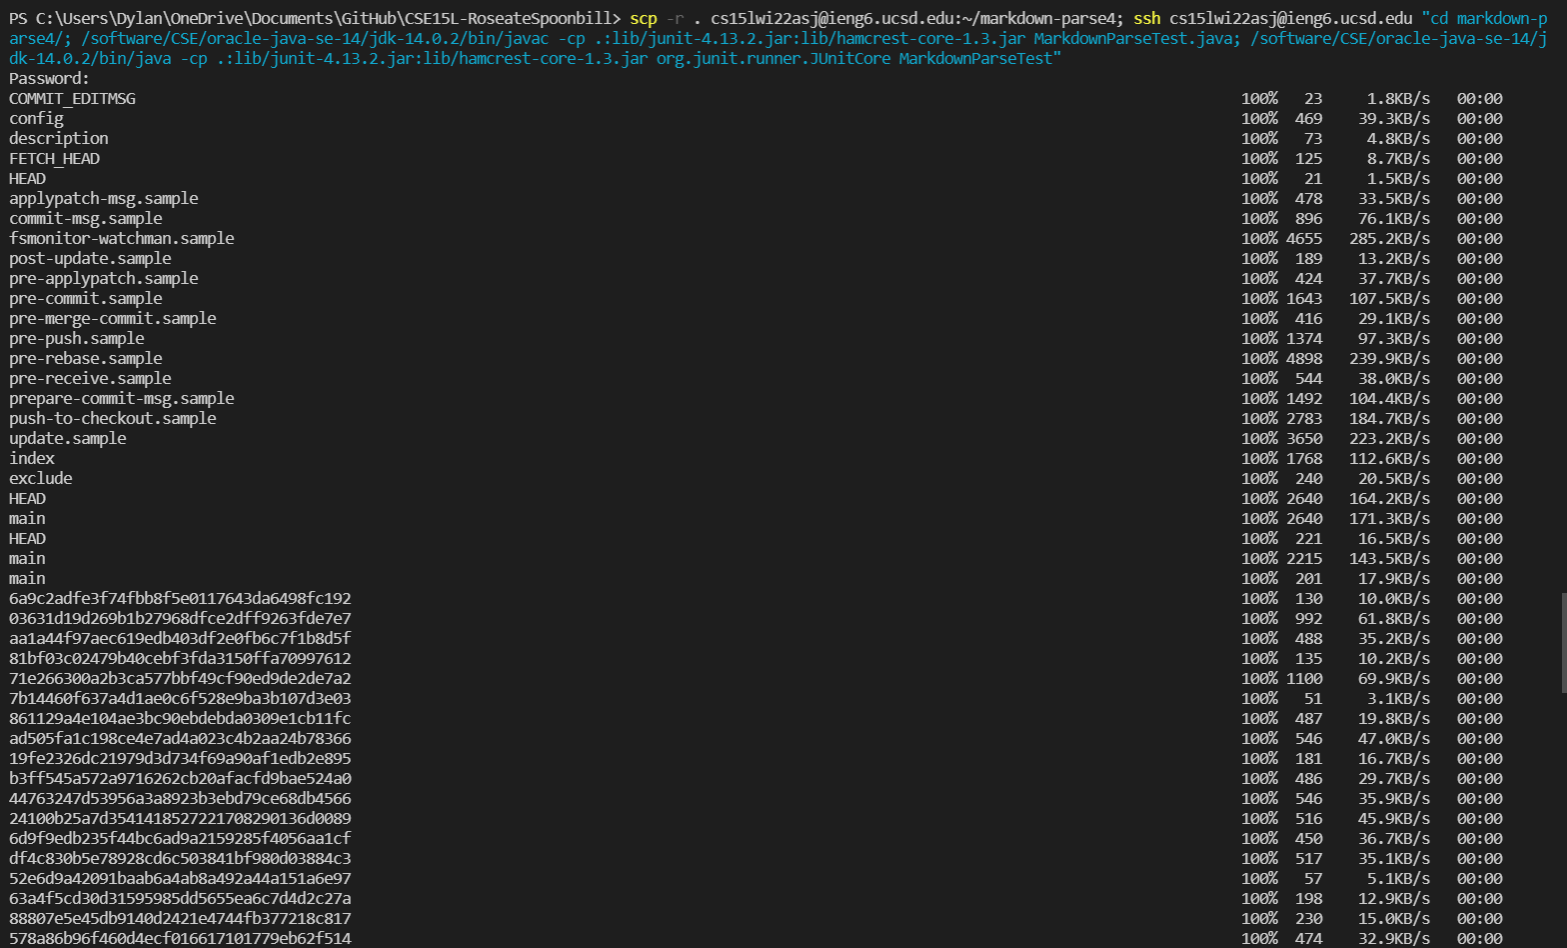 PS C:\Users\Dylan\OneDrive\Documents\GitHub\CSE15L-RoseateSpoonbill> scp -r . cs15lwi22asj@ieng6.ucsd.edu:~/markdown-parse4; ssh cs15lwi22asj@ieng6.ucsd.edu "cd markdown-p
arse4/; /software/CSE/oracle-java-se-14/jdk-14.0.2/bin/javac -cp .:lib/junit-4.13.2.jar:lib/hamcrest-core-1.3.jar MarkdownParseTest.java; /software/CSE/oracle-java-se-14/j
dk-14.0.2/bin/java -cp .:lib/junit-4.13.2.jar:lib/hamcrest-core-1.3.jar org.junit.runner.JUnitCore MarkdownParseTest"
Password:
COMMIT_EDITMSG 100% 23 1.8KB/s 00:00
config 100% 469 39.3KB/s 00:00
description 100% 73 4.8KB/s 00:00
FETCH_HEAD 100% 125 8.7KB/s 00:00
HEAD 100% 21 1.5KB/s 00:00
applypatch-msg.sample 100% 478 33.5KB/s 00:00
commit-msg.sample 100% 896 76.1KB/s 00:00
fsmonitor-watchman.sample 100% 4655 285.2KB/s 00:00
post-update.sample 100% 189 13.2KB/s 00:00
pre-applypatch.sample 100% 424 37.7KB/s 00:00
pre-commit.sample 100% 1643 107.5KB/s 00:00
pre-merge-commit.sample 100% 416 29.1KB/s 00:00
pre-push.sample 100% 1374 97.3KB/s 00:00
pre-rebase.sample 100% 4898 239.9KB/s 00:00
pre-receive.sample 100% 544 38.0KB/s 00:00
prepare-commit-msg.sample 100% 1492 104.4KB/s 00:00
push-to-checkout.sample 100% 2783 184.7KB/s 00:00
update.sample 100% 3650 223.2KB/s 00:00
index 100% 1768 112.6KB/s 00:00
exclude 100% 240 20.5KB/s 00:00
HEAD 100% 2640 164.2KB/s 00:00
main 100% 2640 171.3KB/s 00:00
HEAD 100% 221 16.5KB/s 00:00
main 100% 2215 143.5KB/s 00:00
main 100% 201 17.9KB/s 00:00
6a9c2adfe3f74fbb8f5e0117643da6498fc192 100% 130 10.0KB/s 00:00
03631d19d269b1b27968dfce2dff9263fde7e7 100% 992 61.8KB/s 00:00
aa1a44f97aec619edb403df2e0fb6c7f1b8d5f 100% 488 35.2KB/s 00:00
81bf03c02479b40cebf3fda3150ffa70997612 100% 135 10.2KB/s 00:00
71e266300a2b3ca577bbf49cf90ed9de2de7a2 100% 1100 69.9KB/s 00:00
7b14460f637a4d1ae0c6f528e9ba3b107d3e03 100% 51 3.1KB/s 00:00
861129a4e104ae3bc90ebdebda0309e1cb11fc 100% 487 19.8KB/s 00:00
ad505fa1c198ce4e7ad4a023c4b2aa24b78366 100% 546 47.0KB/s 00:00
19fe2326dc21979d3d734f69a90af1edb2e895 100% 181 16.7KB/s 00:00
b3ff545a572a9716262cb20afacfd9bae524a0 100% 486 29.7KB/s 00:00
44763247d53956a3a8923b3ebd79ce68db4566 100% 546 35.9KB/s 00:00
24100b25a7d3541418527221708290136d0089 100% 516 45.9KB/s 00:00
6d9f9edb235f44bc6ad9a2159285f4056aa1cf 100% 450 36.7KB/s 00:00
df4c830b5e78928cd6c503841bf980d03884c3 100% 517 35.1KB/s 00:00
52e6d9a42091baab6a4ab8a492a44a151a6e97 100% 57 5.1KB/s 00:00
63a4f5cd30d31595985dd5655ea6c7d4d2c27a 100% 198 12.9KB/s 00:00
88807e5e45db9140d2421e4744fb377218c817 100% 230 15.0KB/s 00:00
578a86b96f460d4ecf016617101779eb62f514 100% 474 32.9KB/s 00:00